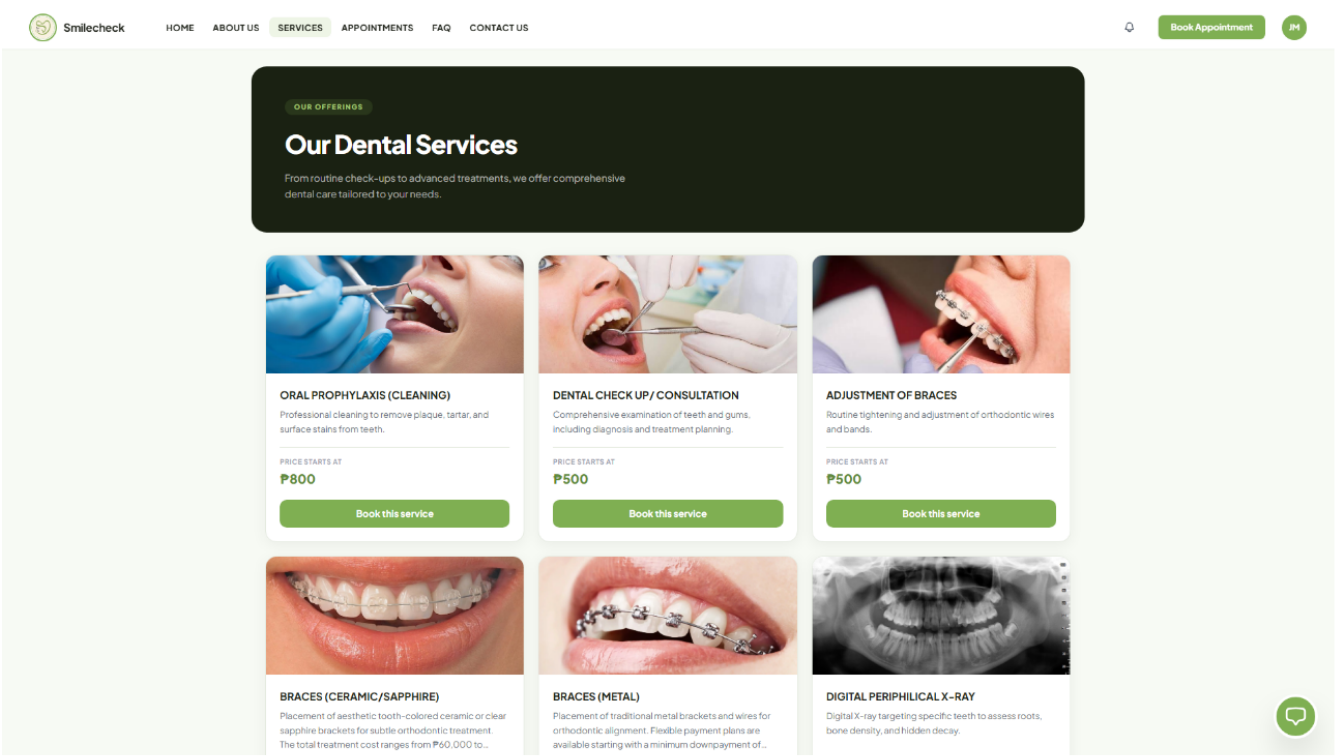 Smilecheck
HOME
ABOUT US
SERVICES
APPOINTMENTS
FAQ
CONTACT US
Book Appointment
JM
OUR OFFERINGS
Our Dental Services
From routine check-ups to advanced treatments, we offer comprehensive
dental care tailored to your needs.
ORAL PROPHYLAXIS (CLEANING)
Professional cleaning to remove plaque, tartar, and
surface stains from teeth.
PRICE STARTS AT
₱800
Book this service
DENTAL CHECK UP/ CONSULTATION
Comprehensive examination of teeth and gums,
including diagnosis and treatment planning.
PRICE STARTS AT
₱500
Book this service
ADJUSTMENT OF BRACES
Routine tightening and adjustment of orthodontic wires
and bands.
PRICE STARTS AT
₱500
Book this service
BRACES (CERAMIC/SAPPHIRE)
Placement of aesthetic tooth-colored ceramic or clear
sapphire brackets for subtle orthodontic treatment.
The total treatment cost ranges from ₱60,000 to...
BRACES (METAL)
Placement of traditional metal brackets and wires for
orthodontic alignment. Flexible payment plans are
available starting with a minimum downpayment of...
DIGITAL PERIPHILICAL X-RAY
Digital X-ray targeting specific teeth to assess roots,
bone density, and hidden decay.